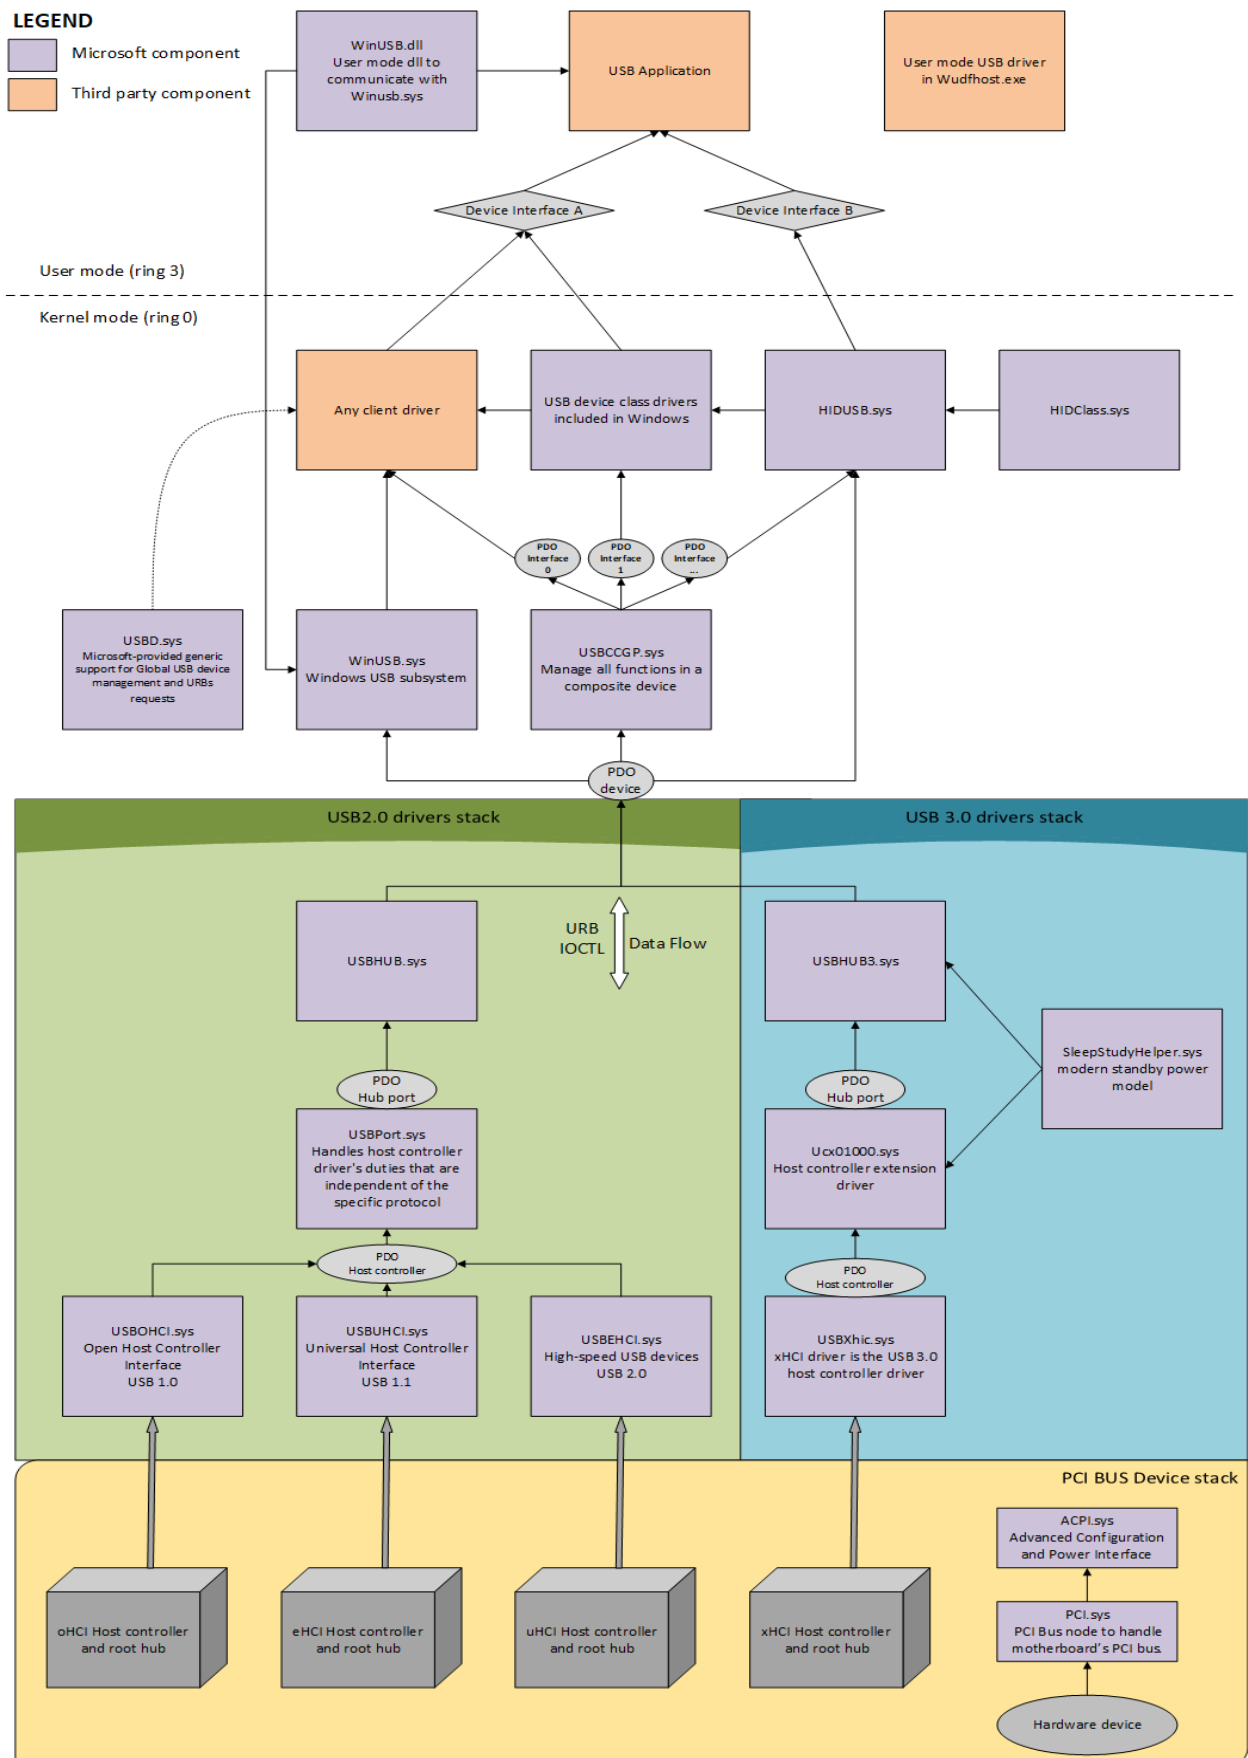 LEGEND
Microsoft component
Third party component
WinUSB.dll
User mode dll to
communicate with
Winusb.sys
USB Application
User mode USB driver
in Wudfhost.exe
Device Interface A
Device Interface B
User mode (ring 3)
Kernel mode (ring 0)
Any client driver
USB device class drivers
included in Windows
HIDUSB.sys
HIDClass.sys
PDO
Interface
0
PDO
Interface
1
PDO
Interface
...
USBD.sys
Microsoft-provided generic
support for Global USB device
management and URBs
requests
WinUSB.sys
Windows USB subsystem
USBCCGP.sys
Manage all functions in a
composite device
PDO
device
USB2.0 drivers stack
USB 3.0 drivers stack
USBHUB.sys
URB
IOCTL
Data Flow
USBHUB3.sys
SleepStudyHelper.sys
modern standby power
model
PDO
Hub port
PDO
Hub port
USBPort.sys
Handles host controller
driver's duties that are
independent of the
specific protocol
Ucx01000.sys
Host controller extension
driver
PDO
Host controller
PDO
Host controller
USBOHCI.sys
Open Host Controller
Interface
USB 1.0
USBUHCI.sys
Universal Host Controller
Interface
USB 1.1
USBEHCI.sys
High-speed USB devices
USB 2.0
USBXhic.sys
xHCI driver is the USB 3.0
host controller driver
PCI BUS Device stack
ACPI.sys
Advanced Configuration
and Power Interface
oHCI Host controller
and root hub
eHCI Host controller
and root hub
uHCI Host controller
and root hub
xHCI Host controller
and root hub
PCI.sys
PCI Bus node to handle
motherboard's PCI bus.
Hardware device